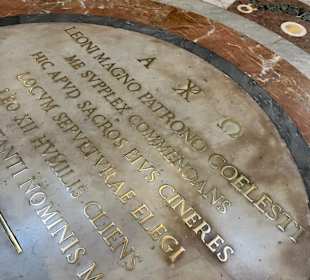 Α ☧ Ω
LEONI MAGNO PATRONO COELESTI
ME SVPPLEX COMMENDANS
HIC APVD SACROS EIVS CINERES
LOCVM SEPVLTVRAE ELEGI
LEO XII HVMILIS CLIENS
NOMINIS